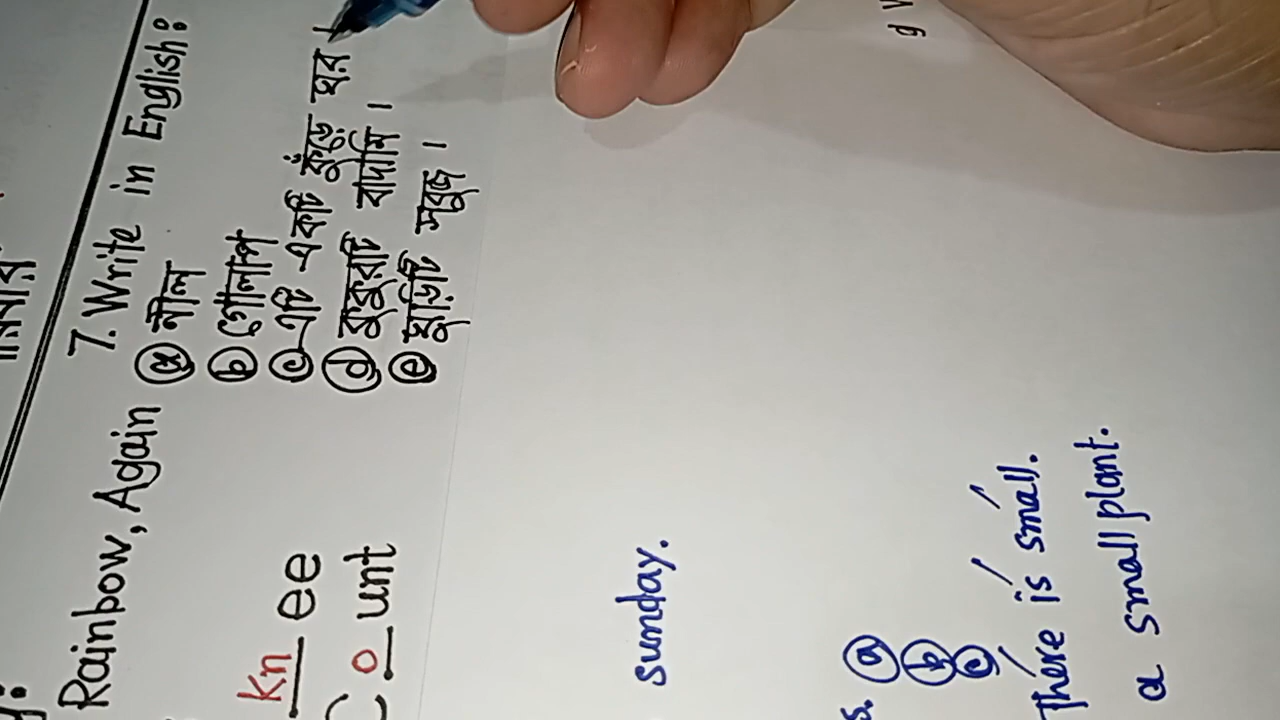 Rainbow, Again
kn ee
C o unt
7. Write in English:
ⓐ নীল
ⓑ গোলাপ
ⓒ এটি একটি কুঁড়ে ঘর
ⓓ কুকুরটি বাদামি ।
ⓔ ঘুড়িটি সবুজ ।
sunday.
ⓐ
ⓑ
ⓒ
There is small.
a small plant.